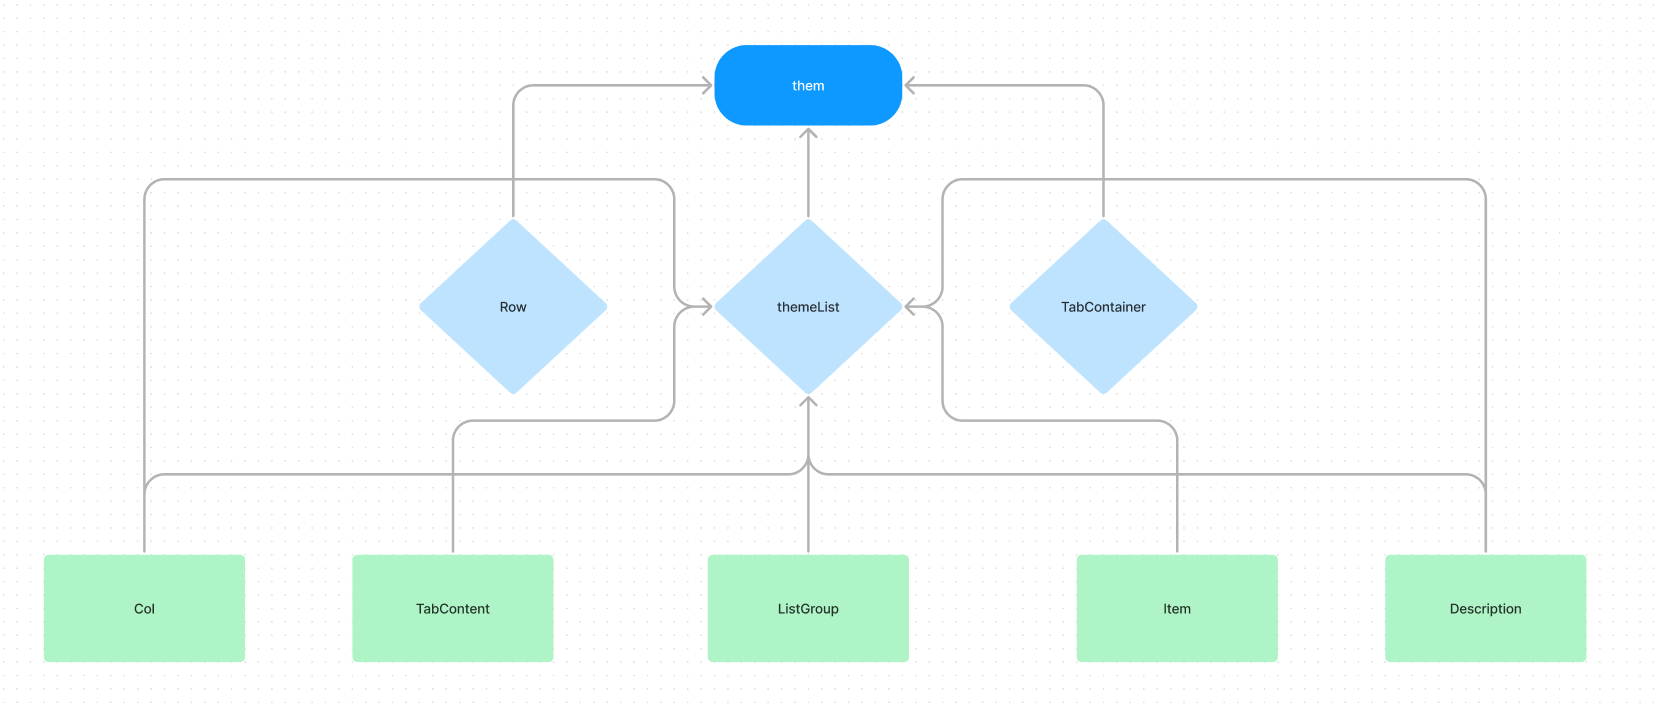 them
Row
themeList
TabContainer
Col
TabContent
ListGroup
Item
Description